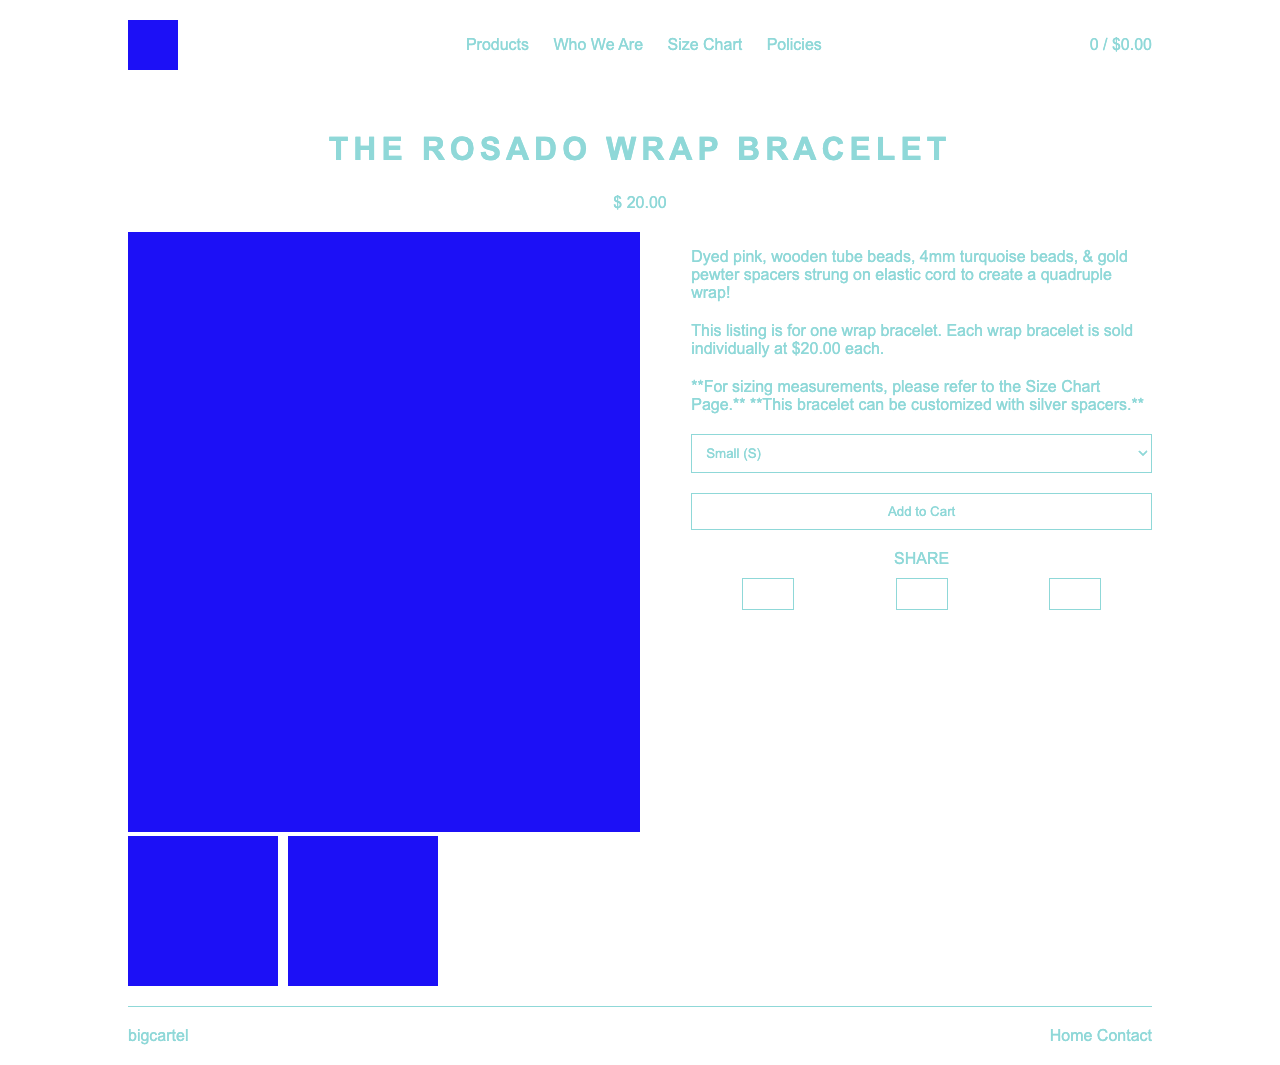 Products Who We Are Size Chart Policies 0 / $0.00
THE ROSADO WRAP BRACELET
$ 20.00
Dyed pink, wooden tube beads, 4mm turquoise beads, & gold
pewter spacers strung on elastic cord to create a quadruple
wrap!
This listing is for one wrap bracelet. Each wrap bracelet is sold
individually at $20.00 each.
**For sizing measurements, please refer to the Size Chart
Page.** **This bracelet can be customized with silver spacers.**
Small (S)
Add to Cart
SHARE
bigcartel Home Contact